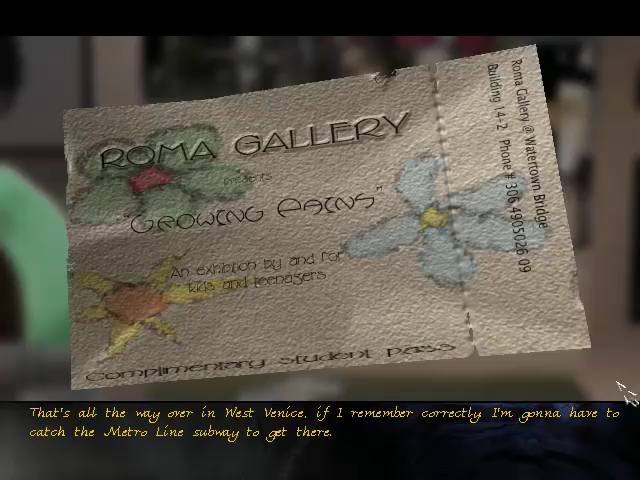 ROMA GALLERY
presents
"GROWING PAINS"
An exhibition by and for
kids and teenagers
Complimentary student pass
Roma Gallery @ Watertown Bridge
Building 14-2 Phone # 306 4905026 09
That's all the way over in West Venice, if I remember correctly. I'm gonna have to
catch the Metro Line subway to get there.